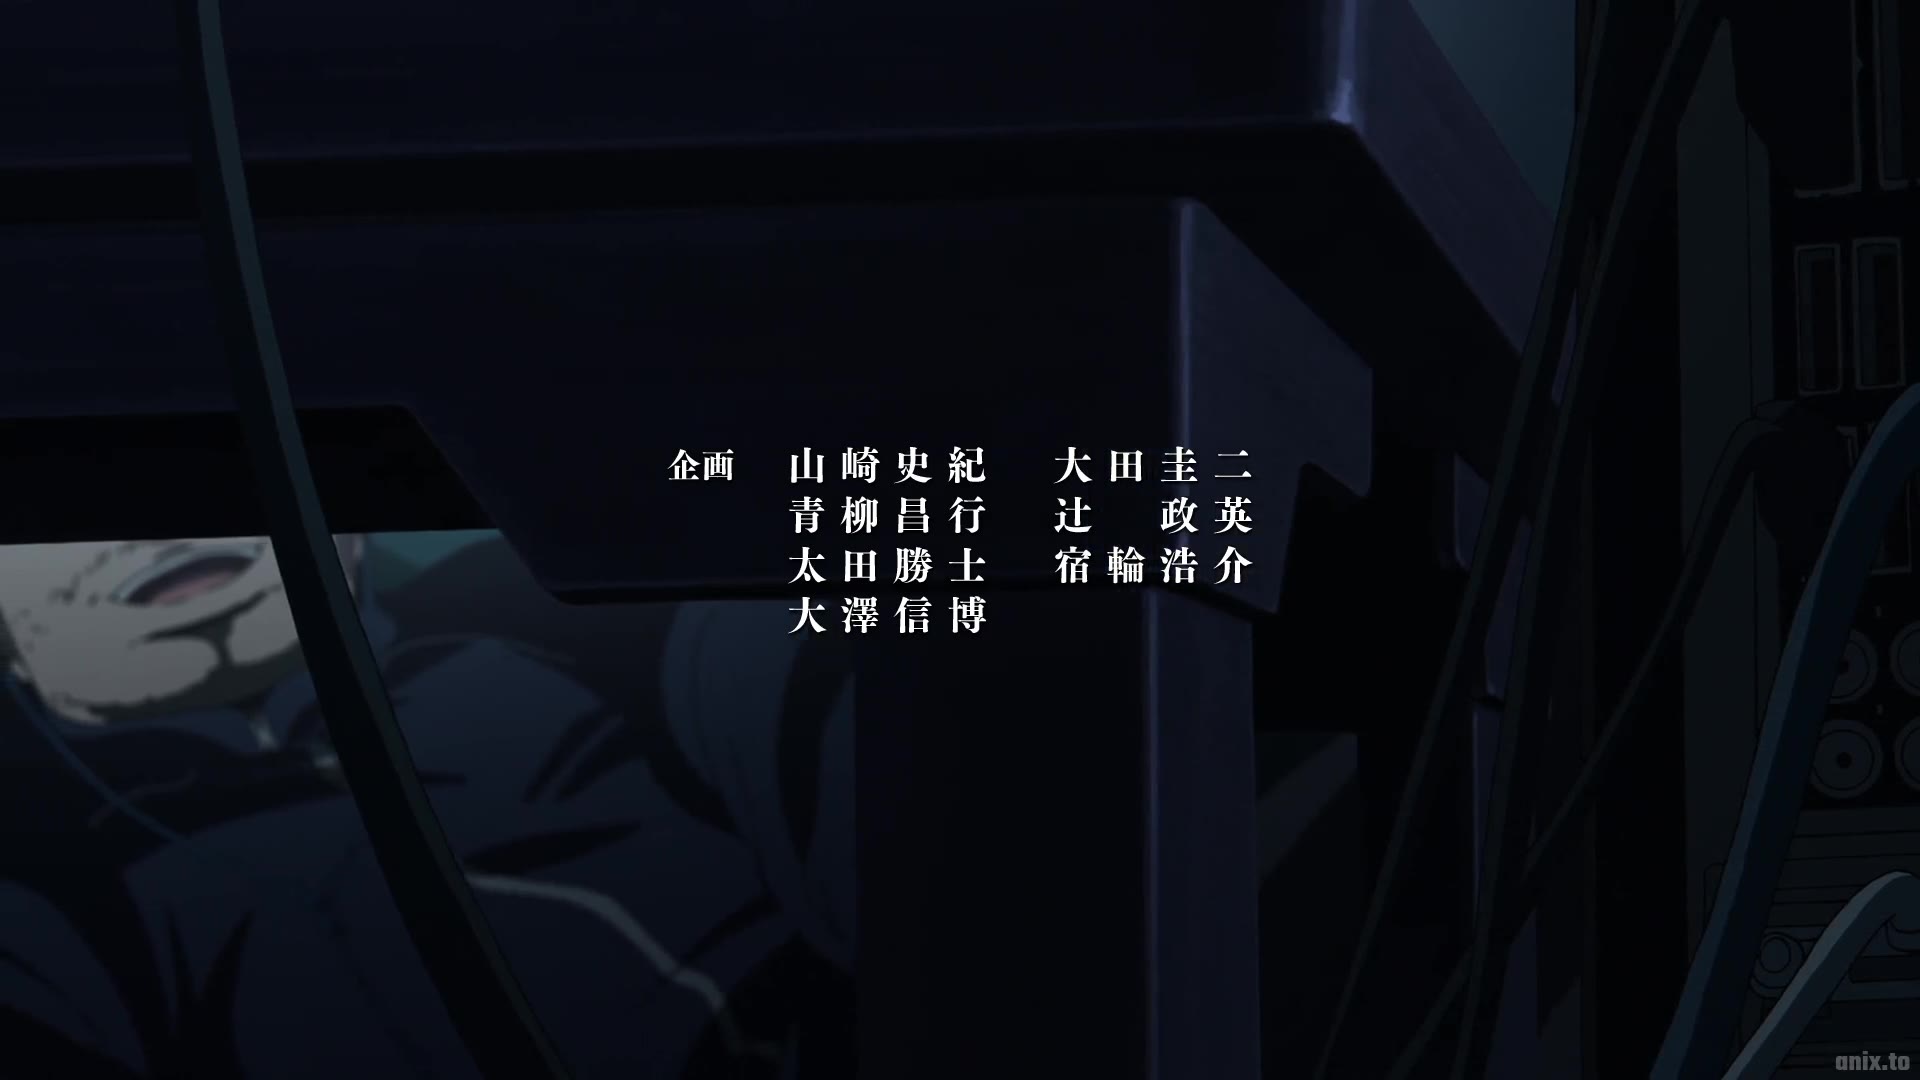 企画 山崎史紀 大田圭二
青柳昌行 辻 政英
太田勝士 宿輪浩介
大澤信博
anix.to